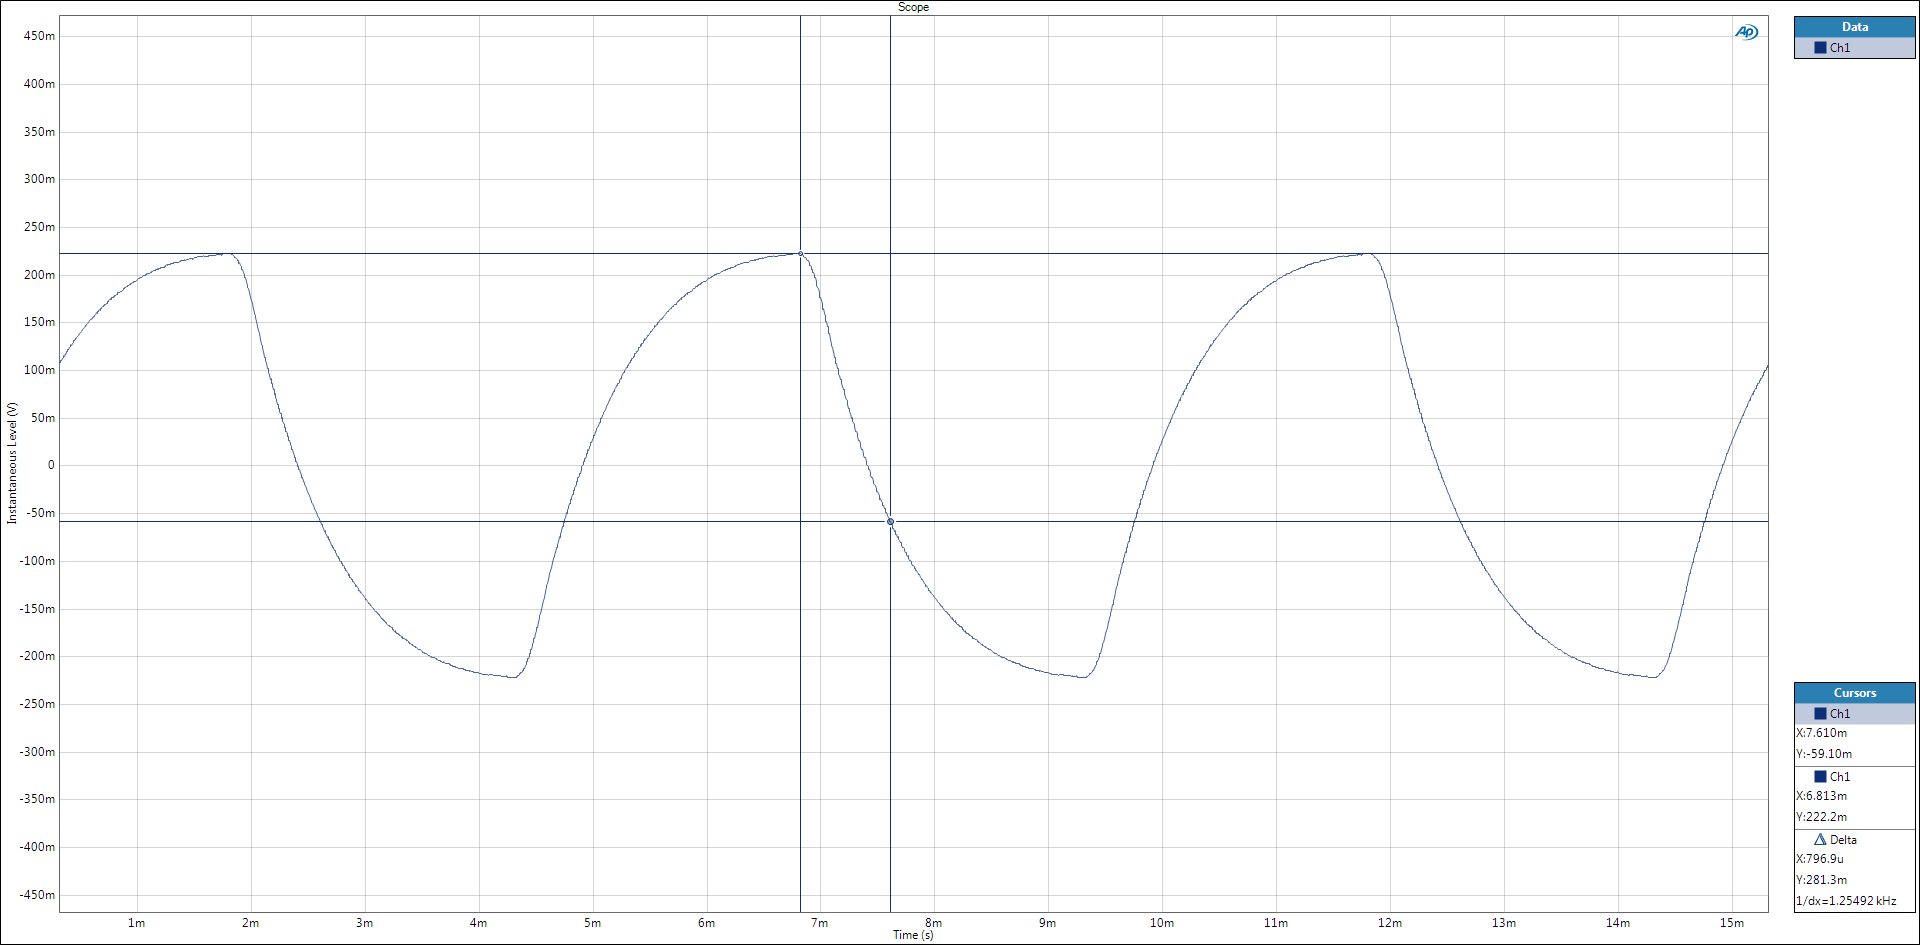 Scope
AP
Data
Ch1
450m
400m
350m
300m
250m
200m
150m
100m
50m
0
-50m
-100m
-150m
-200m
-250m
-300m
-350m
-400m
-450m
Instantaneous Level (V)
1m 2m 3m 4m 5m 6m 7m 8m 9m 10m 11m 12m 13m 14m 15m
Time (s)
Cursors
Ch1
X:7.610m
Y:-59.10m
Ch1
X:6.813m
Y:222.2m
Delta
X:796.9u
Y:281.3m
1/dx=1.25492 kHz